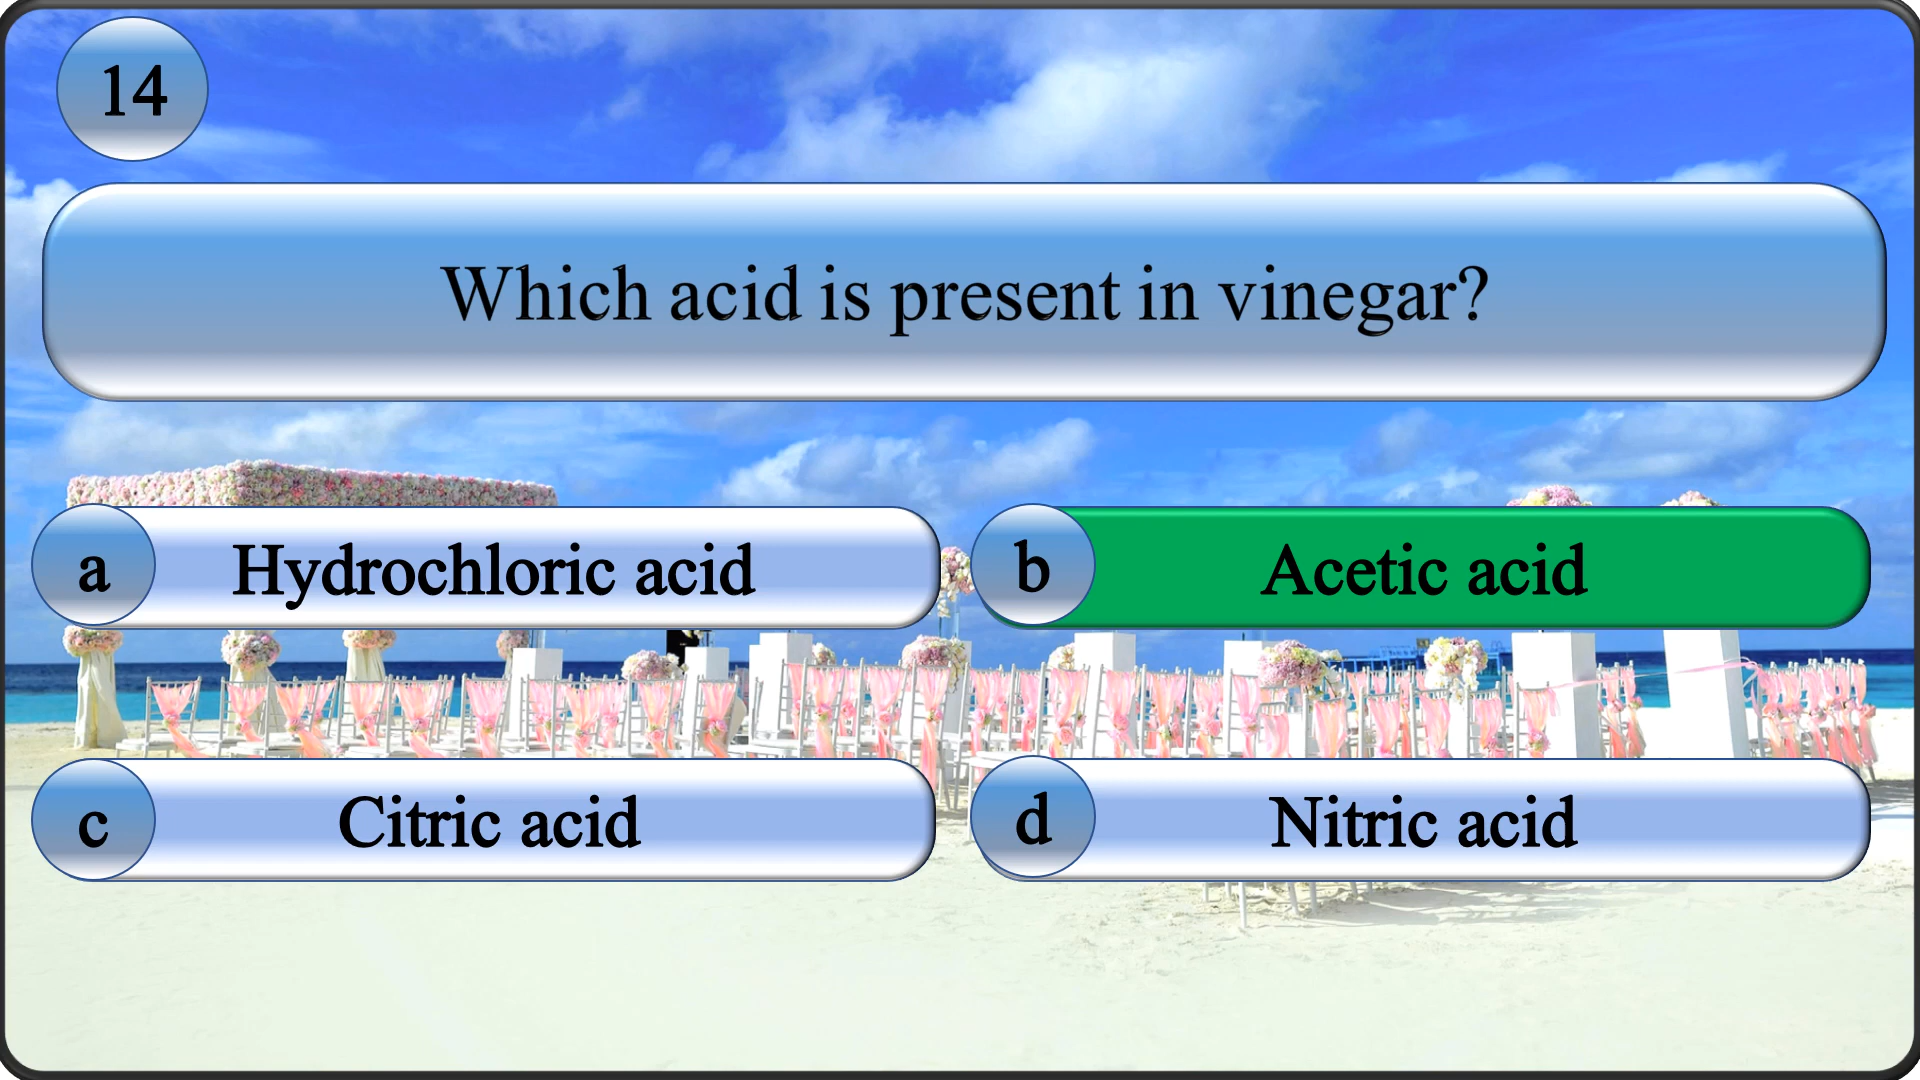 14
Which acid is present in vinegar?
a Hydrochloric acid
b Acetic acid
c Citric acid
d Nitric acid